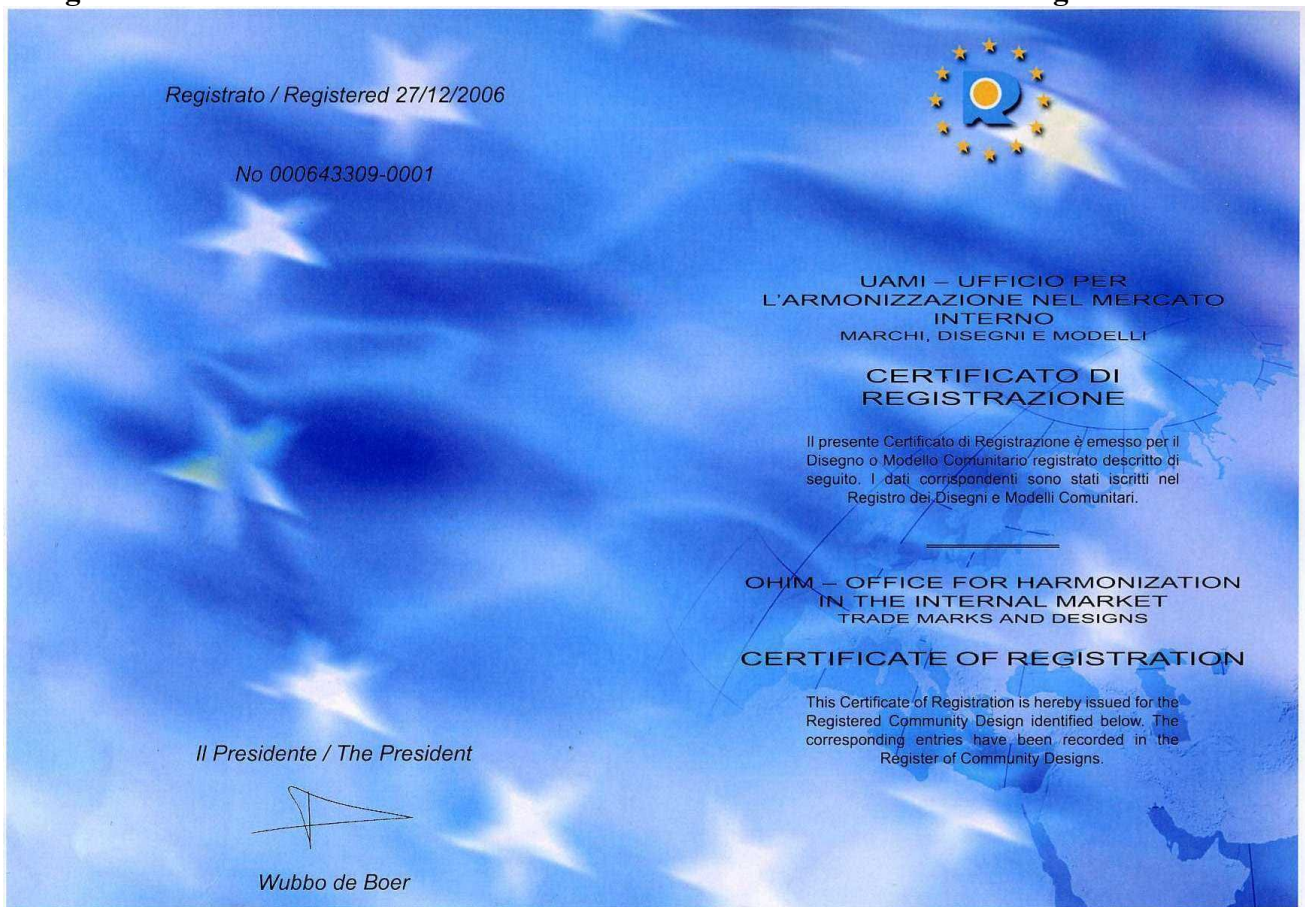 Registrato / Registered 27/12/2006
No 000643309-0001
UAMI – UFFICIO PER
L'ARMONIZZAZIONE NEL MERCATO
INTERNO
MARCHI, DISEGNI E MODELLI
CERTIFICATO DI
REGISTRAZIONE
Il presente Certificato di Registrazione è emesso per il
Disegno o Modello Comunitario registrato descritto di
seguito. I dati corrispondenti sono stati iscritti nel
Registro dei Disegni e Modelli Comunitari.
OHIM – OFFICE FOR HARMONIZATION
IN THE INTERNAL MARKET
TRADE MARKS AND DESIGNS
CERTIFICATE OF REGISTRATION
This Certificate of Registration is hereby issued for the
Registered Community Design identified below. The
corresponding entries have been recorded in the
Register of Community Designs.
Il Presidente / The President
Wubbo de Boer